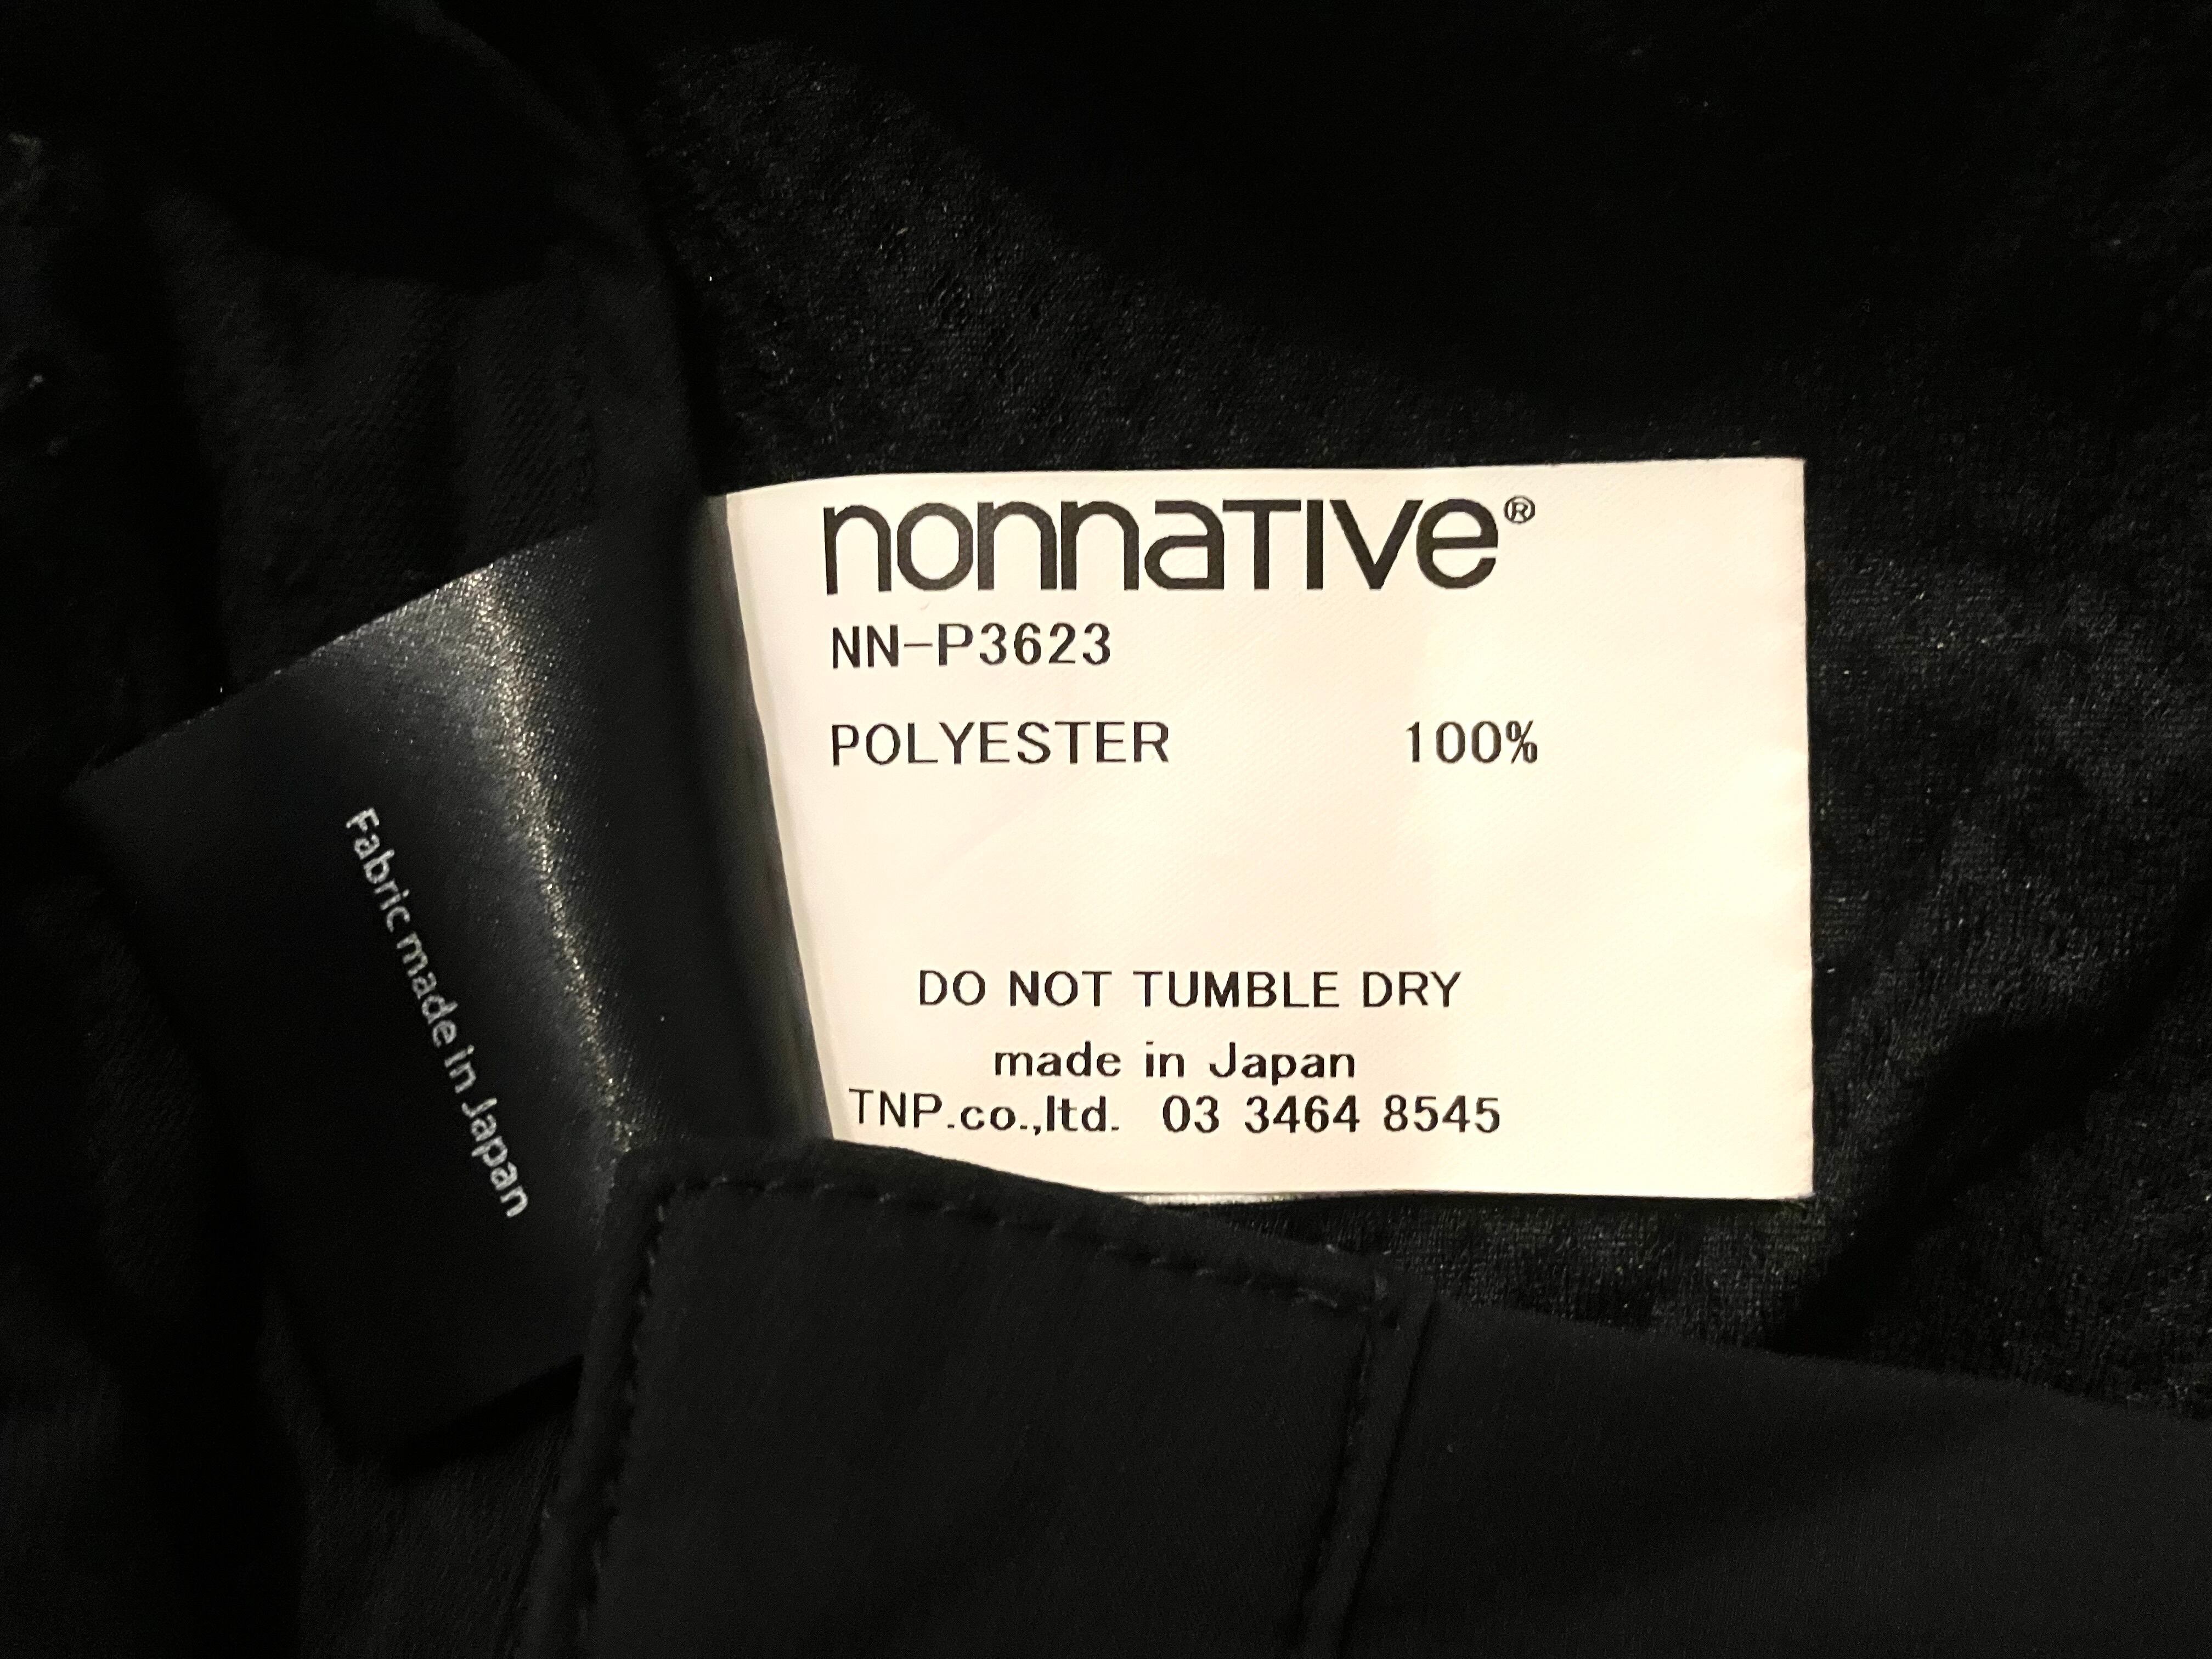 nonnative®
NN-P3623
POLYESTER 100%
DO NOT TUMBLE DRY
made in Japan
TNP.co.,ltd. 03 3464 8545
Fabric made in Japan